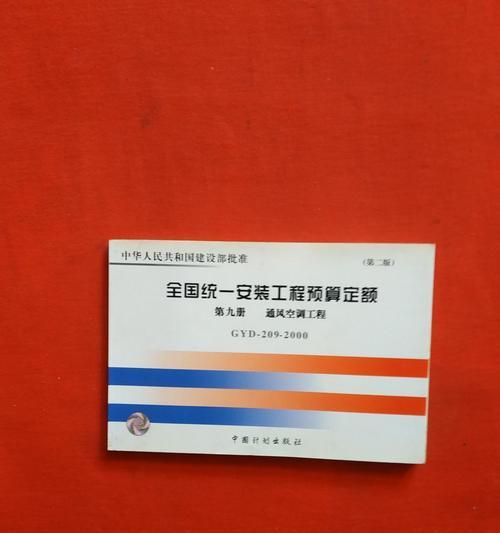 中华人民共和国建设部批准
(第二版)
全国统一安装工程预算定额
第九册 通风空调工程
GYD-209-2000
中国计划出版社